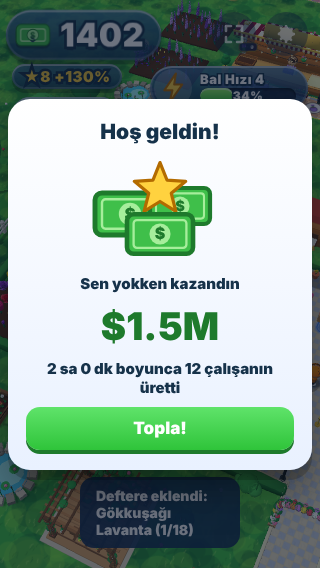 1402
★8 +130%
Bal Hızı 4
34%
Hoş geldin!
$ $
$
Sen yokken kazandın
$1.5M
2 sa 0 dk boyunca 12 çalışanın
üretti
Topla!
Deftere eklendi:
Gökkuşağı
Lavanta (1/18)